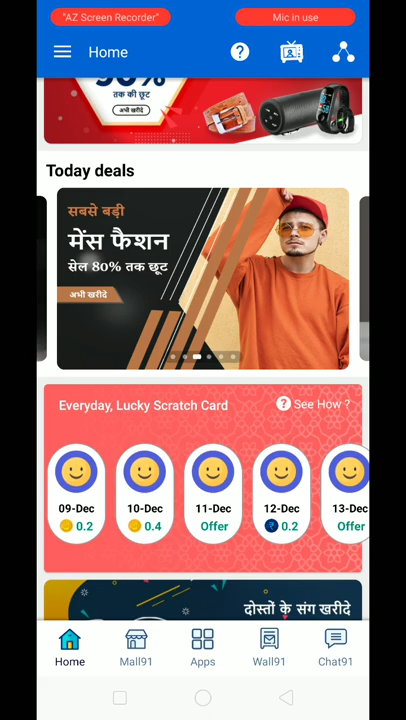 "AZ Screen Recorder"
Mic in use
Home
तक की छूट
अभी खरीदे
Today deals
सबसे बड़ी
मेंस फैशन
सेल 80% तक छूट
अभी खरीदे
Everyday, Lucky Scratch Card
? See How ?
09-Dec
0.2
10-Dec
0.4
11-Dec
Offer
12-Dec
₹ 0.2
13-Dec
Offer
दोस्तों के संग खरीदे
Home
Mall91
Apps
Wall91
Chat91